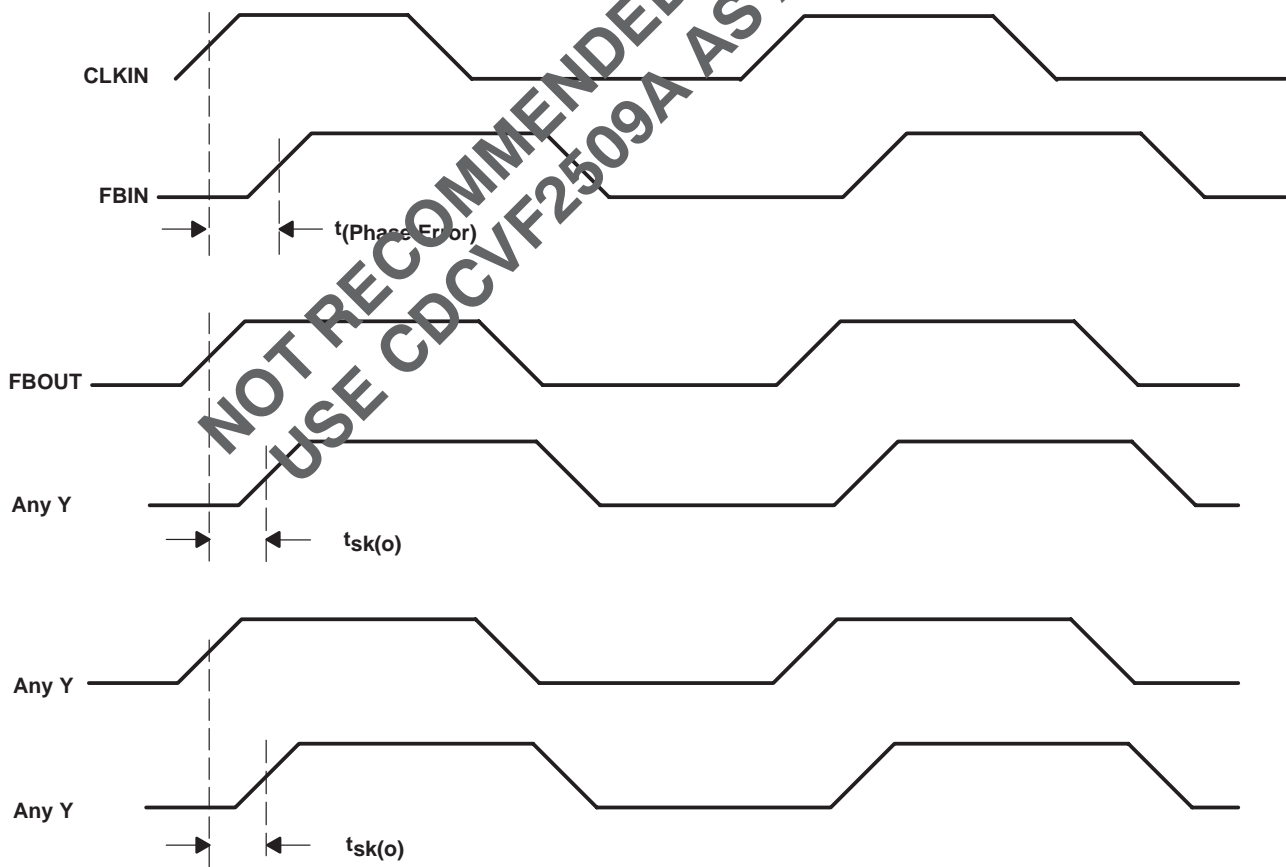 CLKIN
FBIN
t(Phase Error)
FBOUT
Any Y
tsk(o)
Any Y
Any Y
tsk(o)
NOT RECOMMENDED
USE CDCVF2509A AS